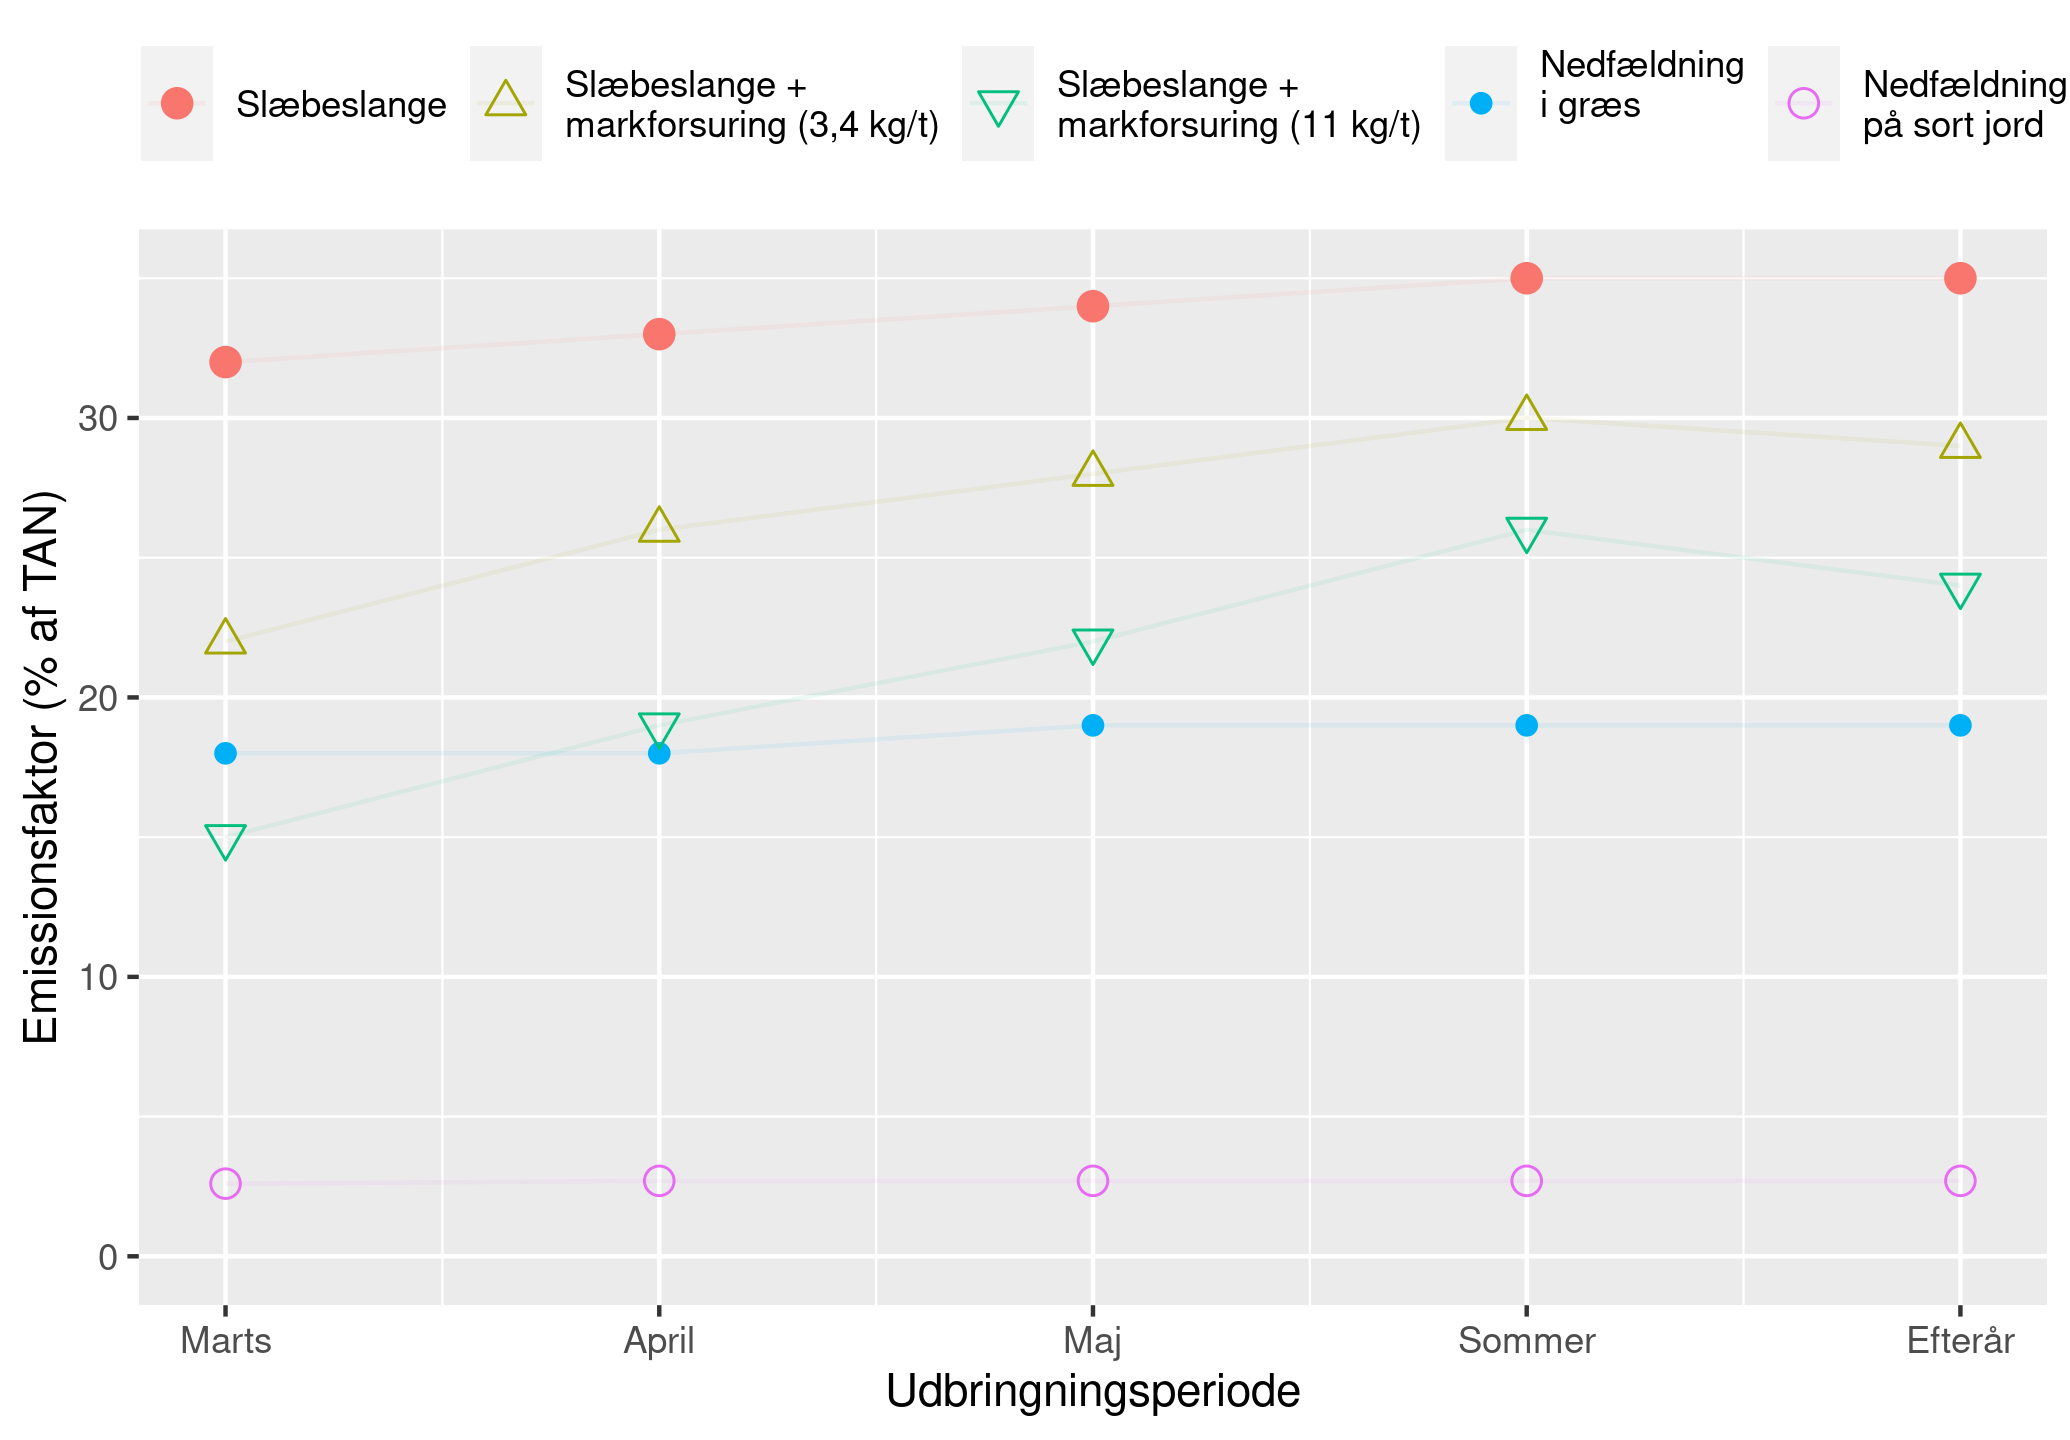 Slæbeslange
Slæbeslange +
markforsuring (3,4 kg/t)
Slæbeslange +
markforsuring (11 kg/t)
Nedfældning
i græs
Nedfældning
på sort jord
Emissionsfaktor (% af TAN)
30
20
10
0
Marts
April
Maj
Sommer
Efterår
Udbringningsperiode